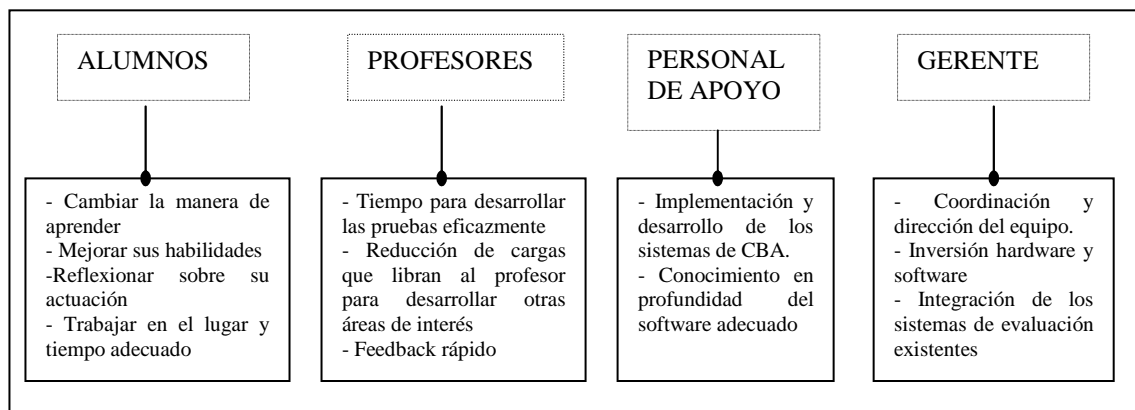 ALUMNOS
- Cambiar la manera de
aprender
- Mejorar sus habilidades
-Reflexionar sobre su
actuación
- Trabajar en el lugar y
tiempo adecuado
PROFESORES
- Tiempo para desarrollar
las pruebas eficazmente
- Reducción de cargas
que libran al profesor
para desarrollar otras
áreas de interés
- Feedback rápido
PERSONAL
DE APOYO
- Implementación y
desarrollo de los
sistemas de CBA.
- Conocimiento en
profundidad del
software adecuado
GERENTE
- Coordinación y
dirección del equipo.
- Inversión hardware y
software
- Integración de los
sistemas de evaluación
existentes